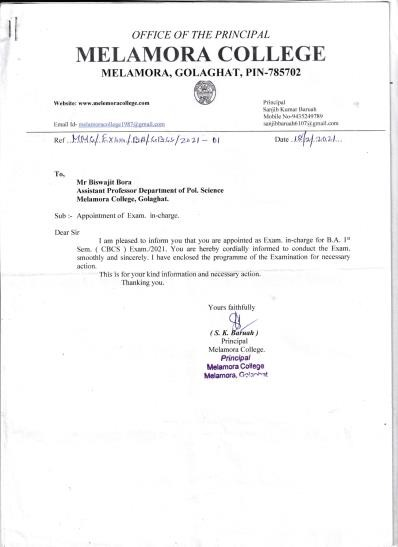 OFFICE OF THE PRINCIPAL
MELAMORA COLLEGE
MELAMORA, GOLAGHAT, PIN-785702
Website: www.melamoracollege.com
Principal
Sanjib Kumar Baruah
Mobile No-9435249789
Email Id- melamoracollege1987@gmail.com
sanjibbaruah6107@gmail.com
Ref ..MMG/Exam/BA/CBCS/2021-01
Date .18/2/2021...
To,
Mr Biswajit Bora
Assistant Professor Department of Pol. Science
Melamora College, Golaghat.
Sub :- Appointment of Exam. in-charge.
Dear Sir
I am pleased to inform you that you are appointed as Exam. in-charge for B.A. 1st
Sem. ( CBCS ) Exam./2021. You are hereby cordially informed to conduct the Exam.
smoothly and sincerely. I have enclosed the programme of the Examination for necessary
action.
This is for your kind information and necessary action.
Thanking you.
Yours faithfully
( S. K. Baruah )
Principal
Melamora College.
Principal
Melamora College
Melamora, Golaghat